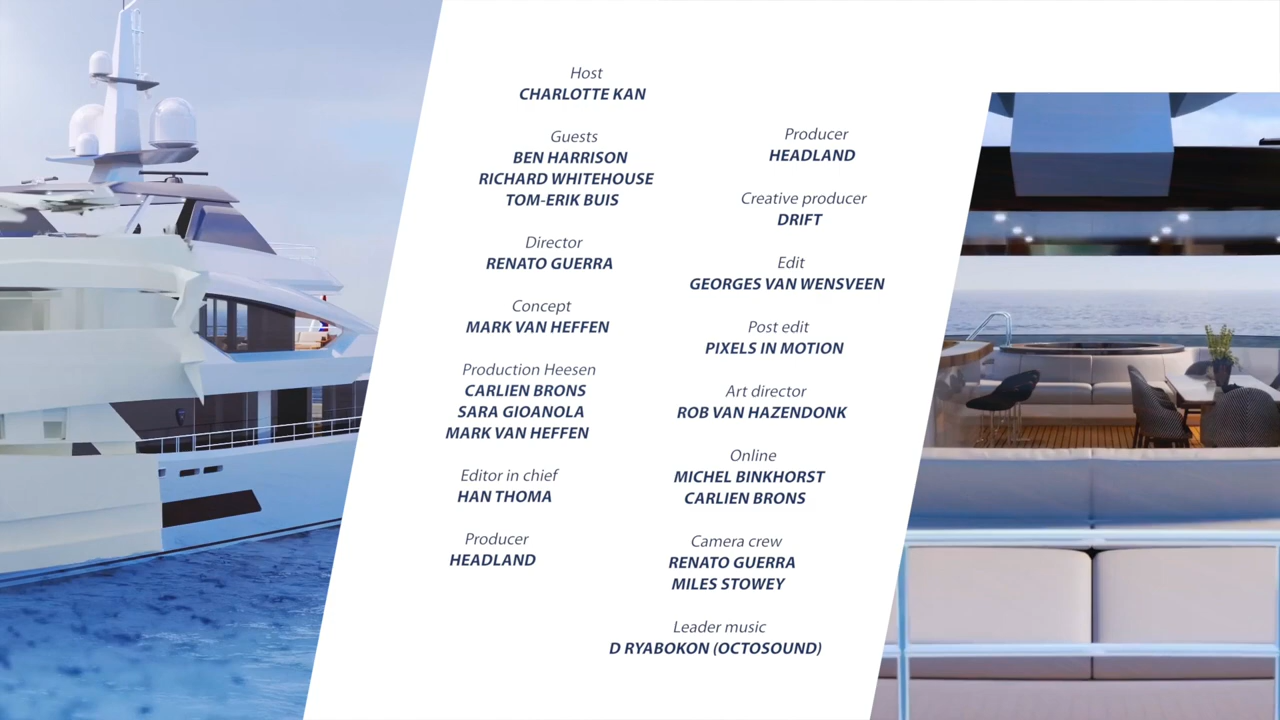 Host
CHARLOTTE KAN
Guests
BEN HARRISON
RICHARD WHITEHOUSE
TOM-ERIK BUIS
Director
RENATO GUERRA
Concept
MARK VAN HEFFEN
Production Heesen
CARLIEN BRONS
SARA GIOANOLA
MARK VAN HEFFEN
Editor in chief
HAN THOMA
Producer
HEADLAND
Producer
HEADLAND
Creative producer
DRIFT
Edit
GEORGES VAN WENSVEEN
Post edit
PIXELS IN MOTION
Art director
ROB VAN HAZENDONK
Online
MICHEL BINKHORST
CARLIEN BRONS
Camera crew
RENATO GUERRA
MILES STOWEY
Leader music
D RYABOKON (OCTOSOUND)